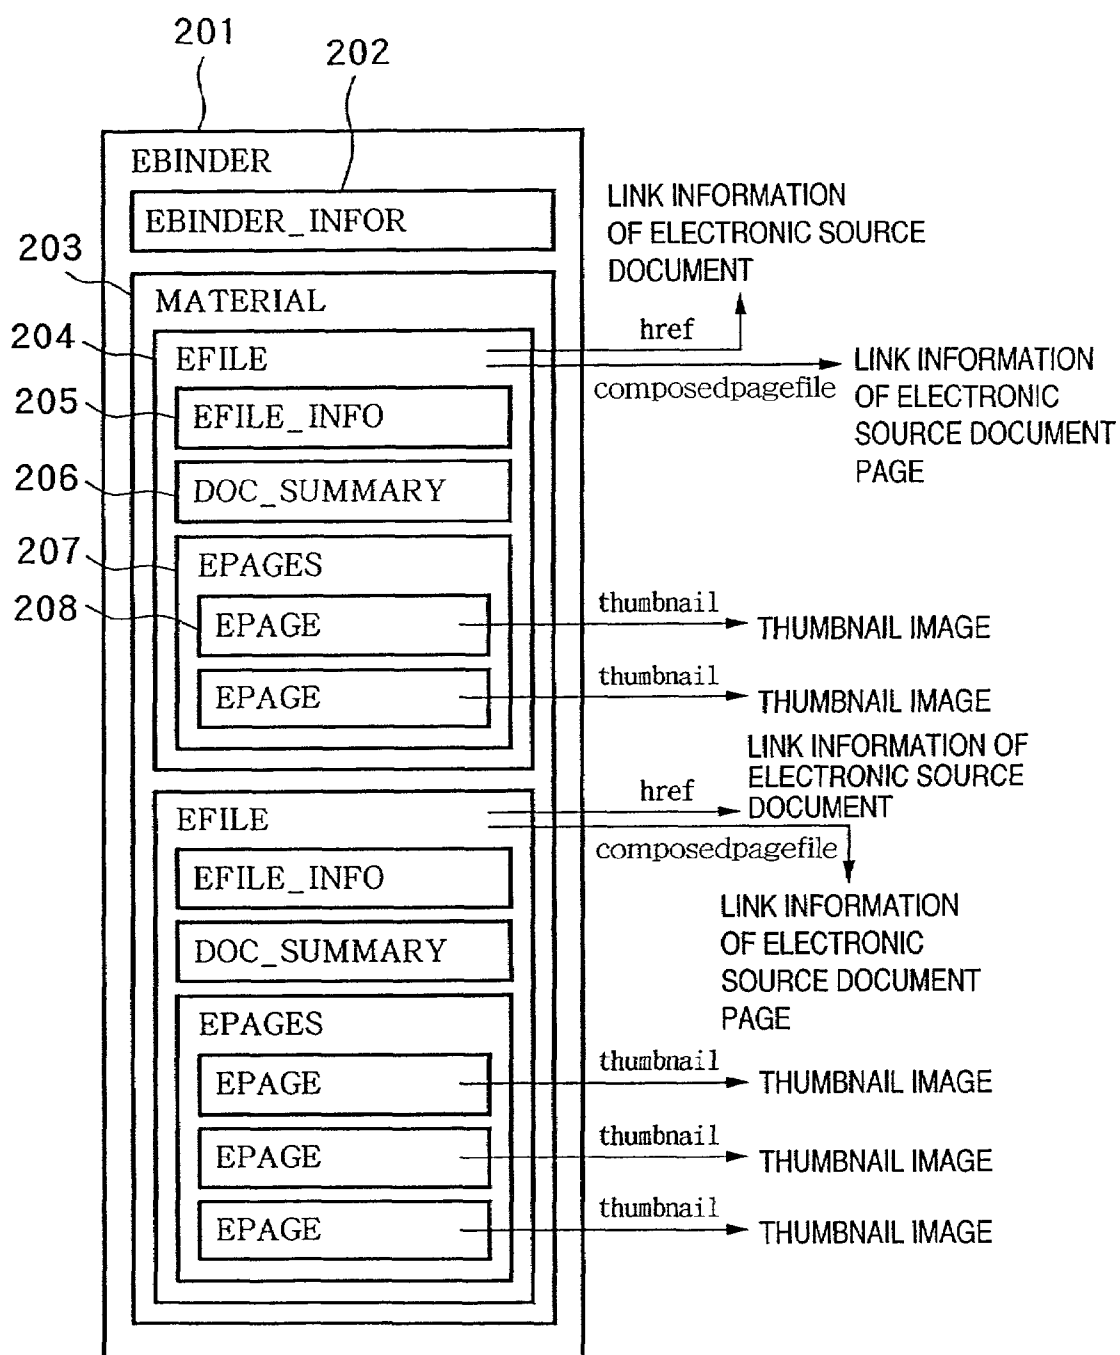 201
202
EBINDER
EBINDER_INFOR
LINK INFORMATION
OF ELECTRONIC SOURCE
DOCUMENT
203
MATERIAL
204
EFILE
href
composedpagefile
LINK INFORMATION
OF ELECTRONIC
SOURCE DOCUMENT
PAGE
205
EFILE_INFO
206
DOC_SUMMARY
207
EPAGES
208
EPAGE
thumbnail
THUMBNAIL IMAGE
EPAGE
thumbnail
THUMBNAIL IMAGE
EFILE
href
LINK INFORMATION OF
ELECTRONIC SOURCE
DOCUMENT
composedpagefile
LINK INFORMATION
OF ELECTRONIC
SOURCE DOCUMENT
PAGE
EFILE_INFO
DOC_SUMMARY
EPAGES
EPAGE
thumbnail
THUMBNAIL IMAGE
EPAGE
thumbnail
THUMBNAIL IMAGE
EPAGE
thumbnail
THUMBNAIL IMAGE